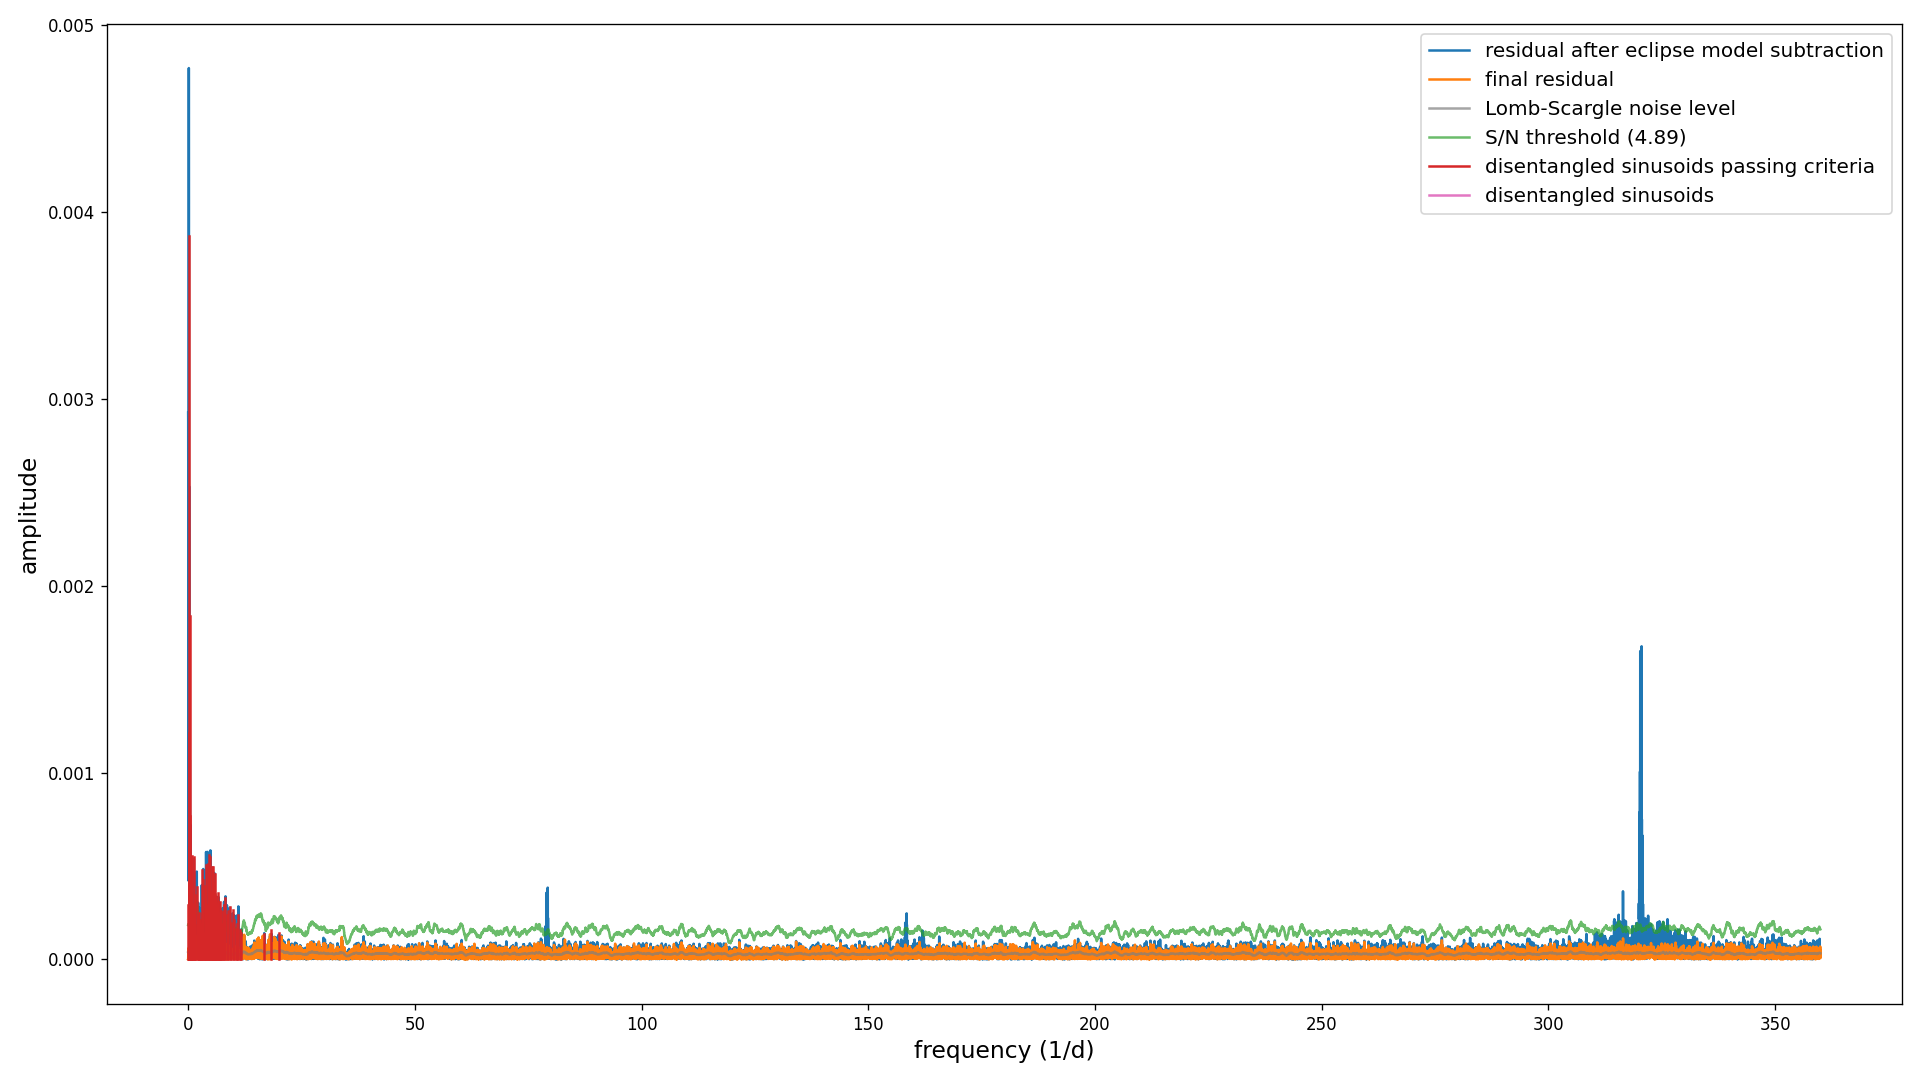 0.005
0.004
0.003
0.002
0.001
0.000
amplitude
residual after eclipse model subtraction
final residual
Lomb-Scargle noise level
S/N threshold (4.89)
disentangled sinusoids passing criteria
disentangled sinusoids
0 50 100 150 200 250 300 350
frequency (1/d)